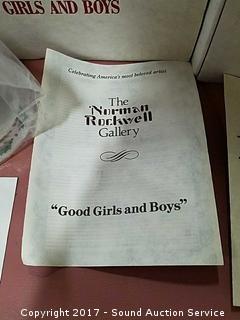 GIRLS AND BOYS
Celebrating America's most beloved artist
The
Norman
Rockwell
Gallery
"Good Girls and Boys"
Copyright 2017 - Sound Auction Service